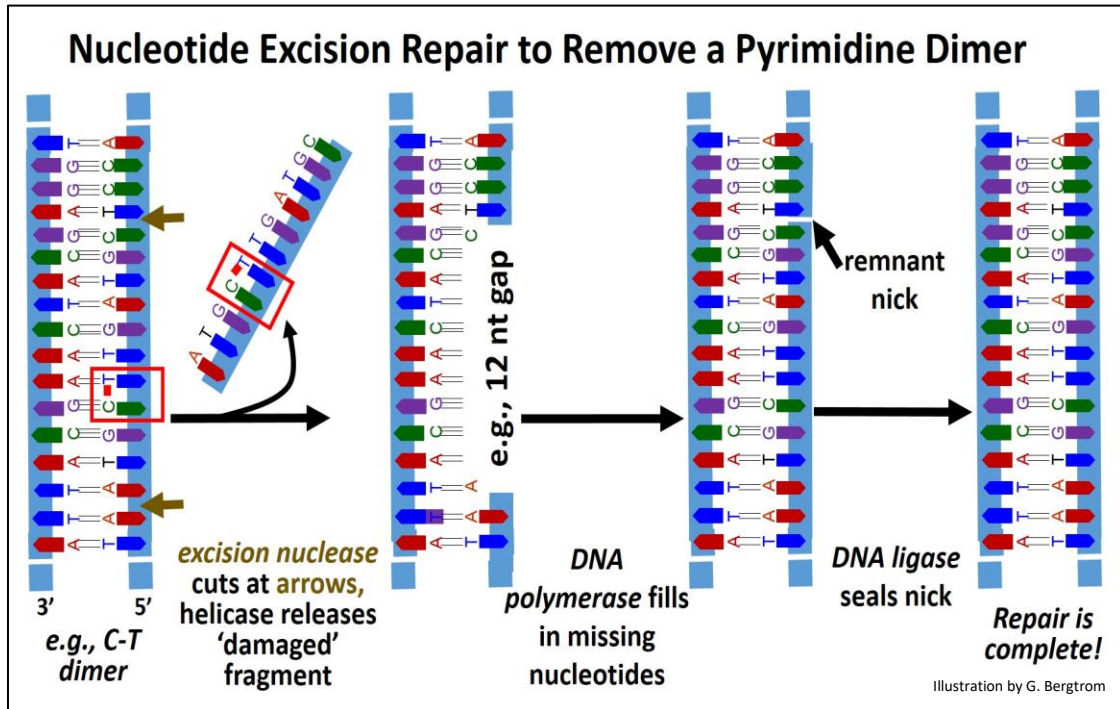 Nucleotide Excision Repair to Remove a Pyrimidine Dimer
T A
G C
G C
A T
G C
C G
A T
T A
C G
A T
A T
G C
C G
A T
T A
T A
A T
3’ 5’
e.g., C-T
dimer
C
G
T
A
G
T
T
C
G
T
A
excision nuclease
cuts at arrows,
helicase releases
‘damaged’
fragment
T A
G C
G C
A T
G C
C
A
T
C
A
A
G
C
A
T A
T A
A T
e.g., 12 nt gap
DNA
polymerase fills
in missing
nucleotides
T A
G C
G C
A T
G C
C G
A T
T A
C G
A T
A T
G C
C G
A T
T A
T A
A T
remnant
nick
DNA ligase
seals nick
T A
G C
G C
A T
G C
C G
A T
T A
C G
A T
A T
G C
C G
A T
T A
T A
A T
Repair is
complete!
Illustration by G. Bergtrom